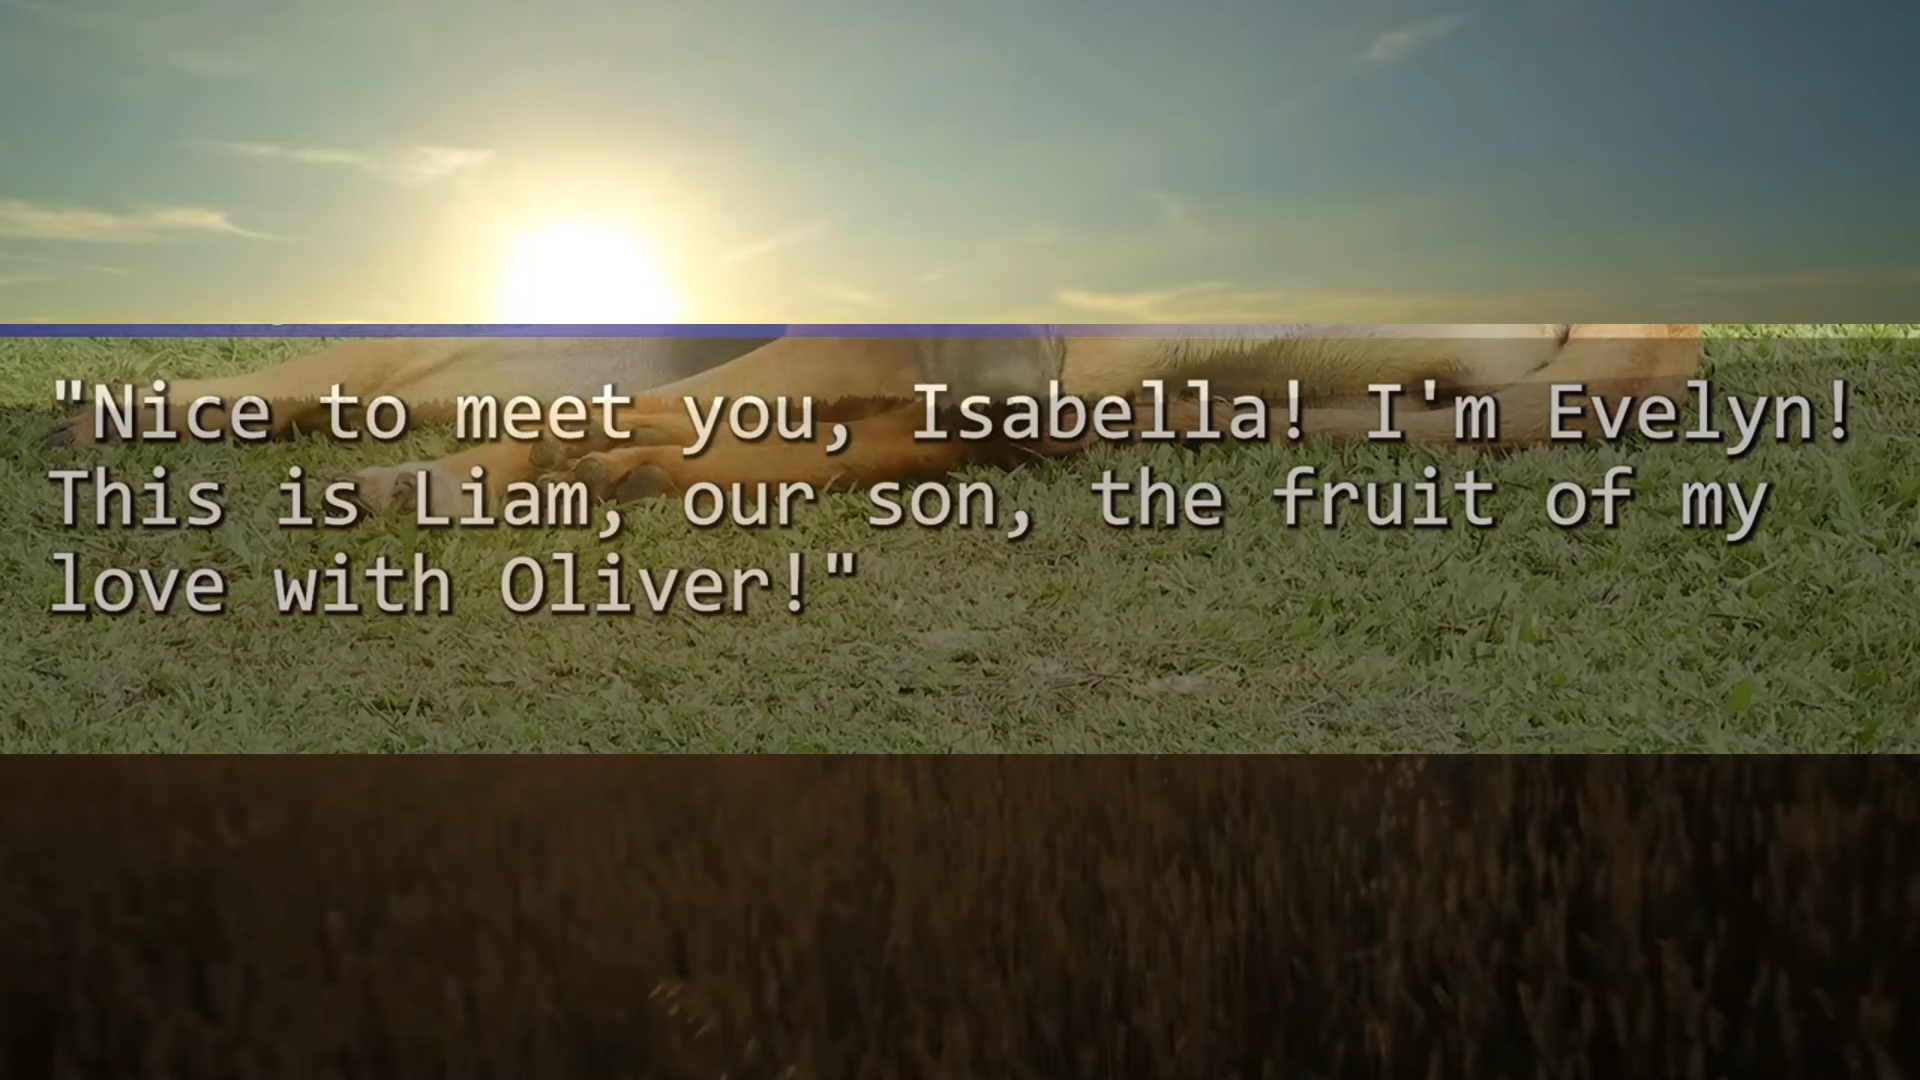 "Nice to meet you, Isabella! I'm Evelyn!
This is Liam, our son, the fruit of my
love with Oliver!"